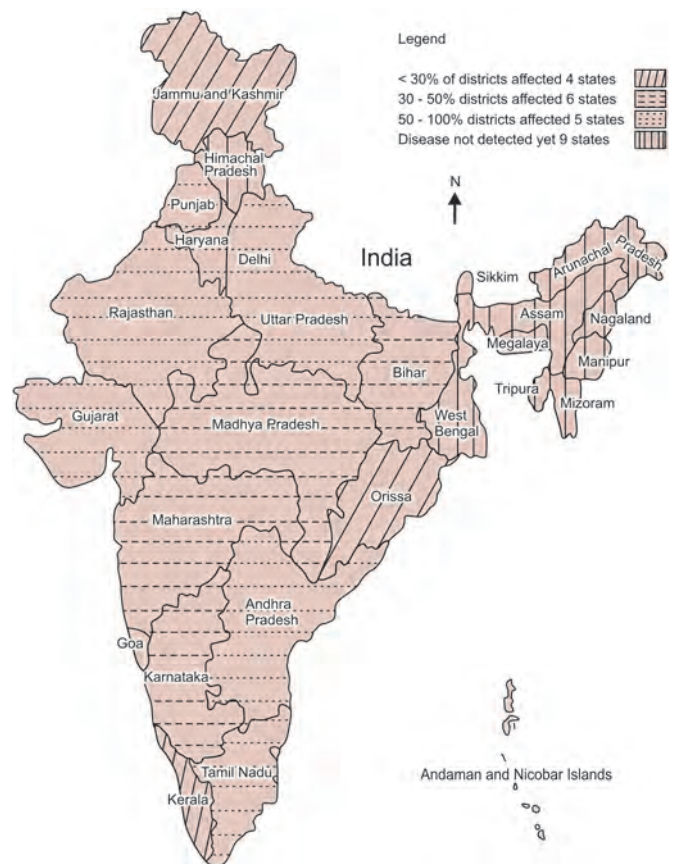 Legend
< 30% of districts affected 4 states
30 - 50% districts affected 6 states
50 - 100% districts affected 5 states
Disease not detected yet 9 states
Jammu and Kashmir
Himachal
Pradesh
Punjab
Haryana
Delhi
N
India
Sikkim
Arunachal Pradesh
Rajasthan
Uttar Pradesh
Assam
Nagaland
Megalaya
Bihar
Manipur
Tripura
Mizoram
Gujarat
Madhya Pradesh
West
Bengal
Orissa
Maharashtra
Andhra
Pradesh
Goa
Karnataka
Tamil Nadu
Kerala
Andaman and Nicobar Islands